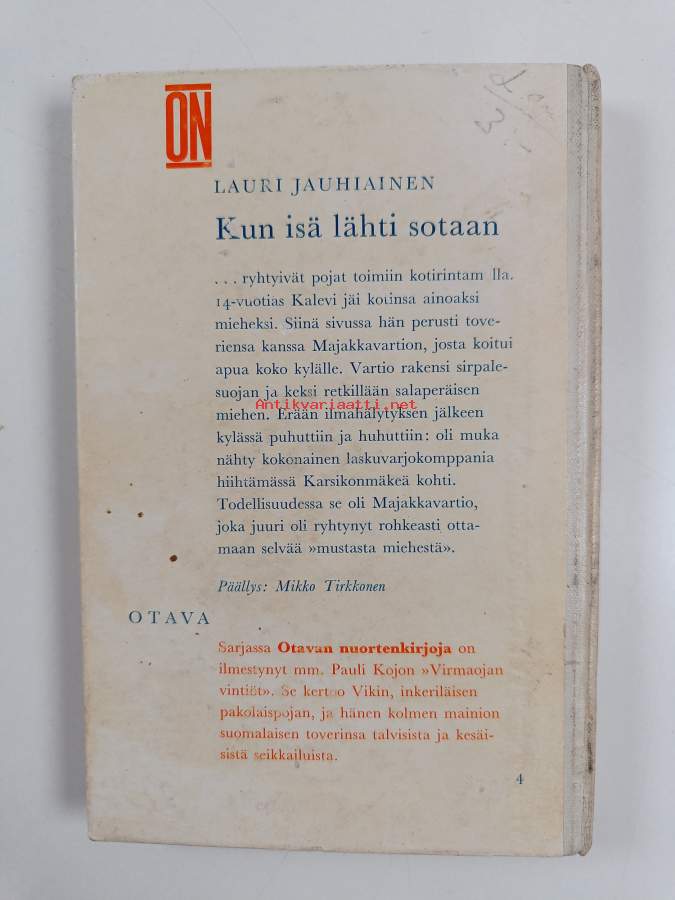 ON
LAURI JAUHIAINEN
Kun isä lähti sotaan
... ryhtyivät pojat toimiin kotirintam lla.
14-vuotias Kalevi jäi kotinsa ainoaksi
mieheksi. Siinä sivussa hän perusti tove-
riensa kanssa Majakkavartion, josta koitui
apua koko kylälle. Vartio rakensi sirpale-
suojan ja keksi retkillään salaperäisen
Antikvariaatti.net
miehen. Erään ilmahälytyksen jälkeen
kylässä puhuttiin ja huhuttiin: oli muka
nähty kokonainen laskuvarjokomppania
hiihtämässä Karsikonmäkeä kohti.
Todellisuudessa se oli Majakkavartio,
joka juuri oli ryhtynyt rohkeasti otta-
maan selvää »mustasta miehestä».
Päällys: Mikko Tirkkonen
OTAVA
Sarjassa Otavan nuortenkirjoja on
ilmestynyt mm. Pauli Kojon »Virmaojan
vintiöt». Se kertoo Vikin, inkeriläisen
pakolaispojan, ja hänen kolmen mainion
suomalaisen toverinsa talvisista ja kesäi-
sistä seikkailuista.
4